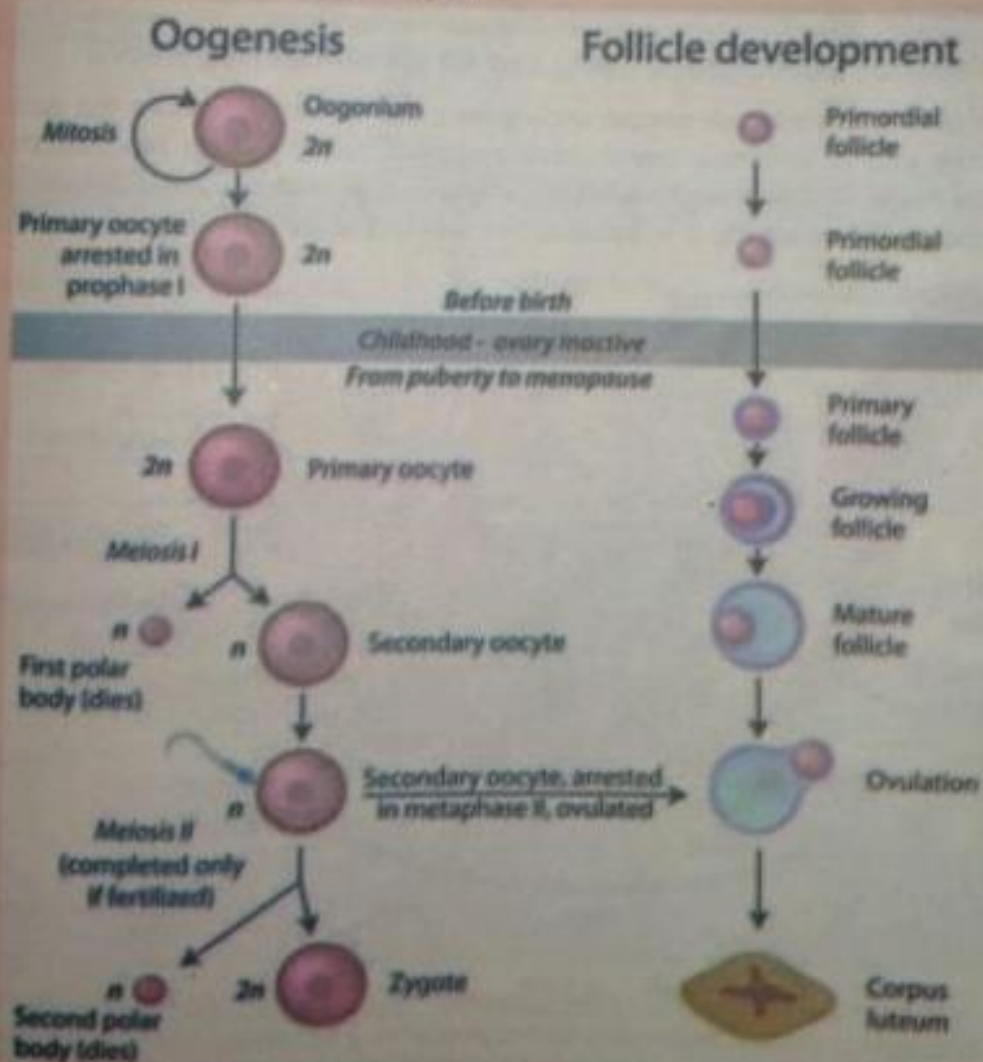 Oogenesis
Follicle development
Mitosis
Oogonium
2n
Primordial
follicle
Primary oocyte
arrested in
prophase I
2n
Primordial
follicle
Before birth
Childhood - ovary inactive
From puberty to menopause
Primary
follicle
2n
Primary oocyte
Growing
follicle
Meiosis I
Mature
follicle
n
n
Secondary oocyte
First polar
body (dies)
Secondary oocyte, arrested
in metaphase II, ovulated
Ovulation
n
Meiosis II
(completed only
if fertilized)
n
2n
Zygote
Corpus
luteum
Second polar
body (dies)